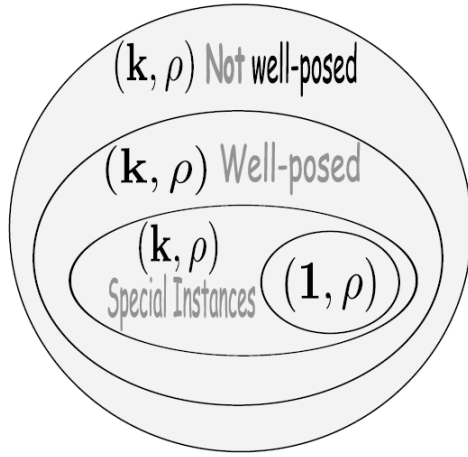 (k, ρ) Not well-posed
(k, ρ) Well-posed
(k, ρ)
Special Instances
(1, ρ)